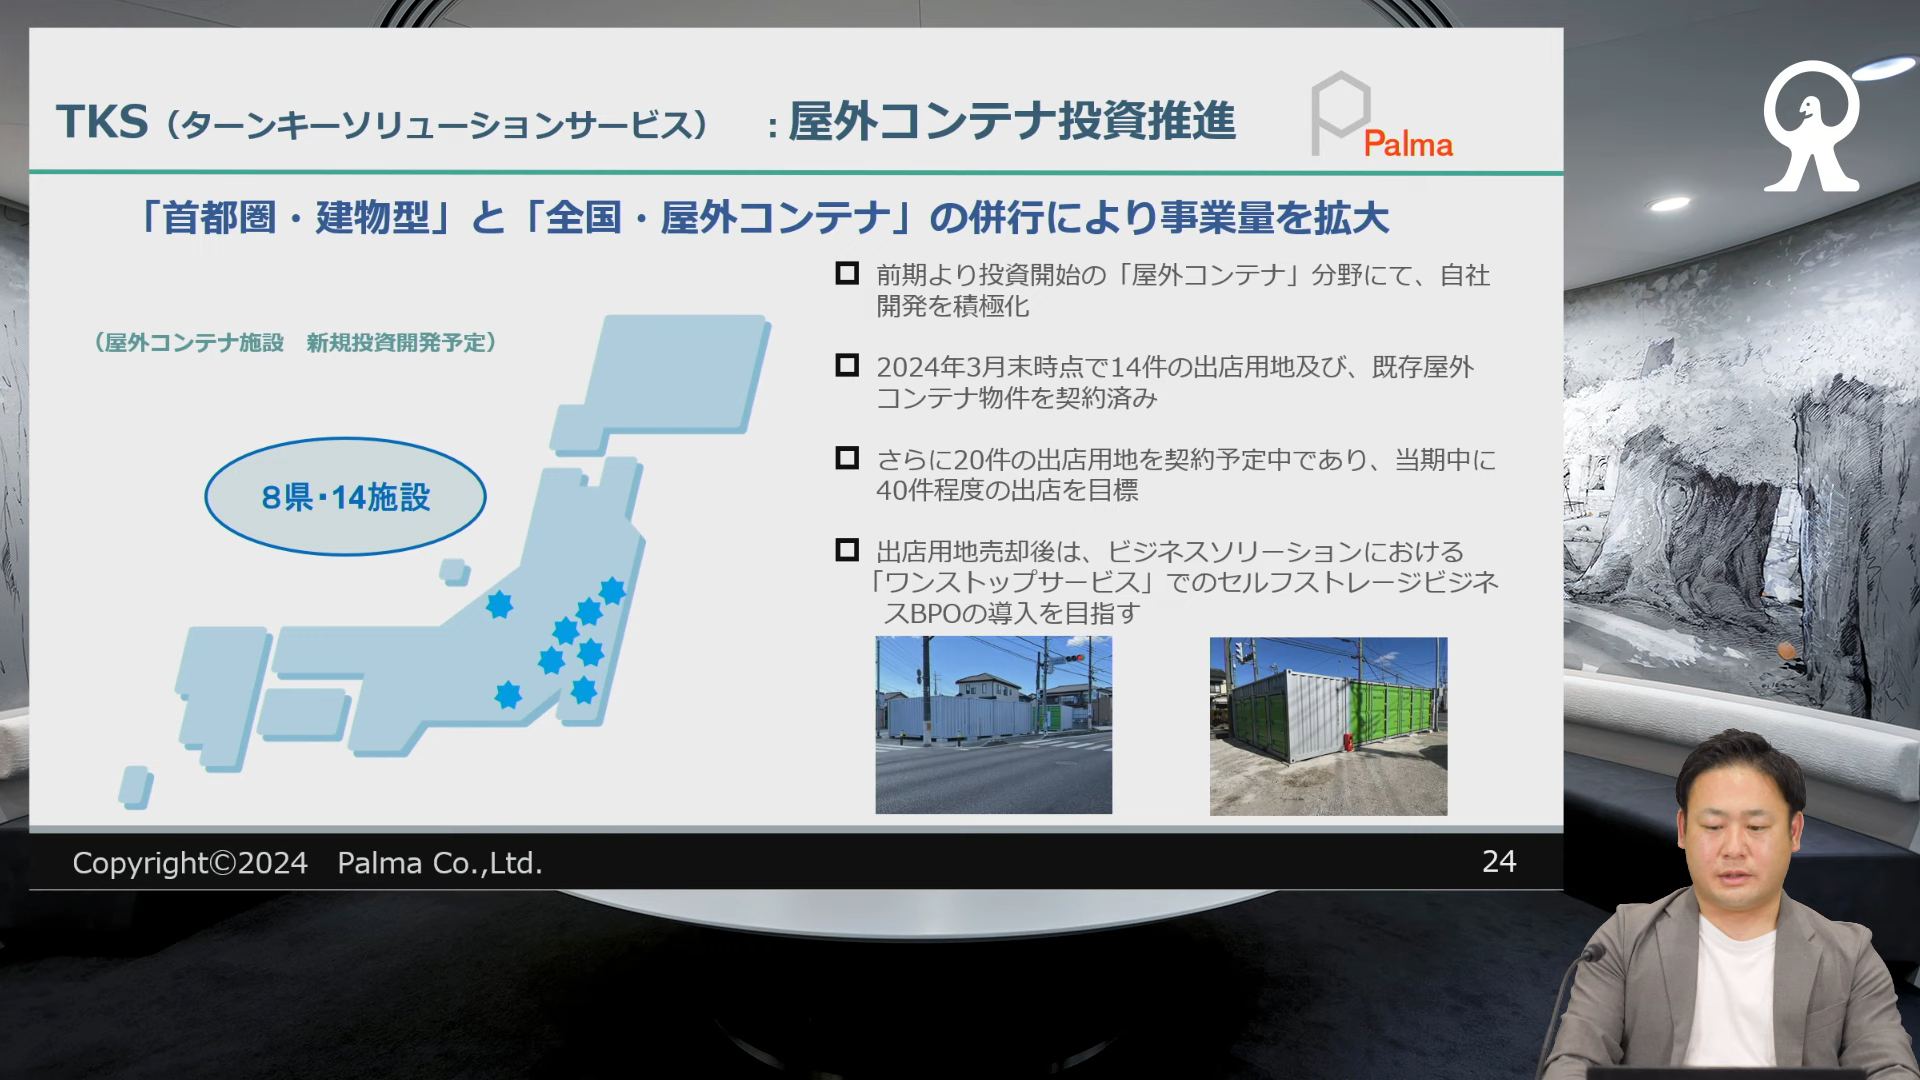 TKS（ターンキーソリューションサービス）　：屋外コンテナ投資推進
Palma
「首都圏・建物型」と「全国・屋外コンテナ」の併行により事業量を拡大
（屋外コンテナ施設　新規投資開発予定）
8県・14施設
前期より投資開始の「屋外コンテナ」分野にて、自社
開発を積極化
2024年3月末時点で14件の出店用地及び、既存屋外
コンテナ物件を契約済み
さらに20件の出店用地を契約予定中であり、当期中に
40件程度の出店を目標
出店用地売却後は、ビジネスソリーションにおける
「ワンストップサービス」でのセルフストレージビジネ
スBPOの導入を目指す
Copyright©2024　Palma Co.,Ltd.
24